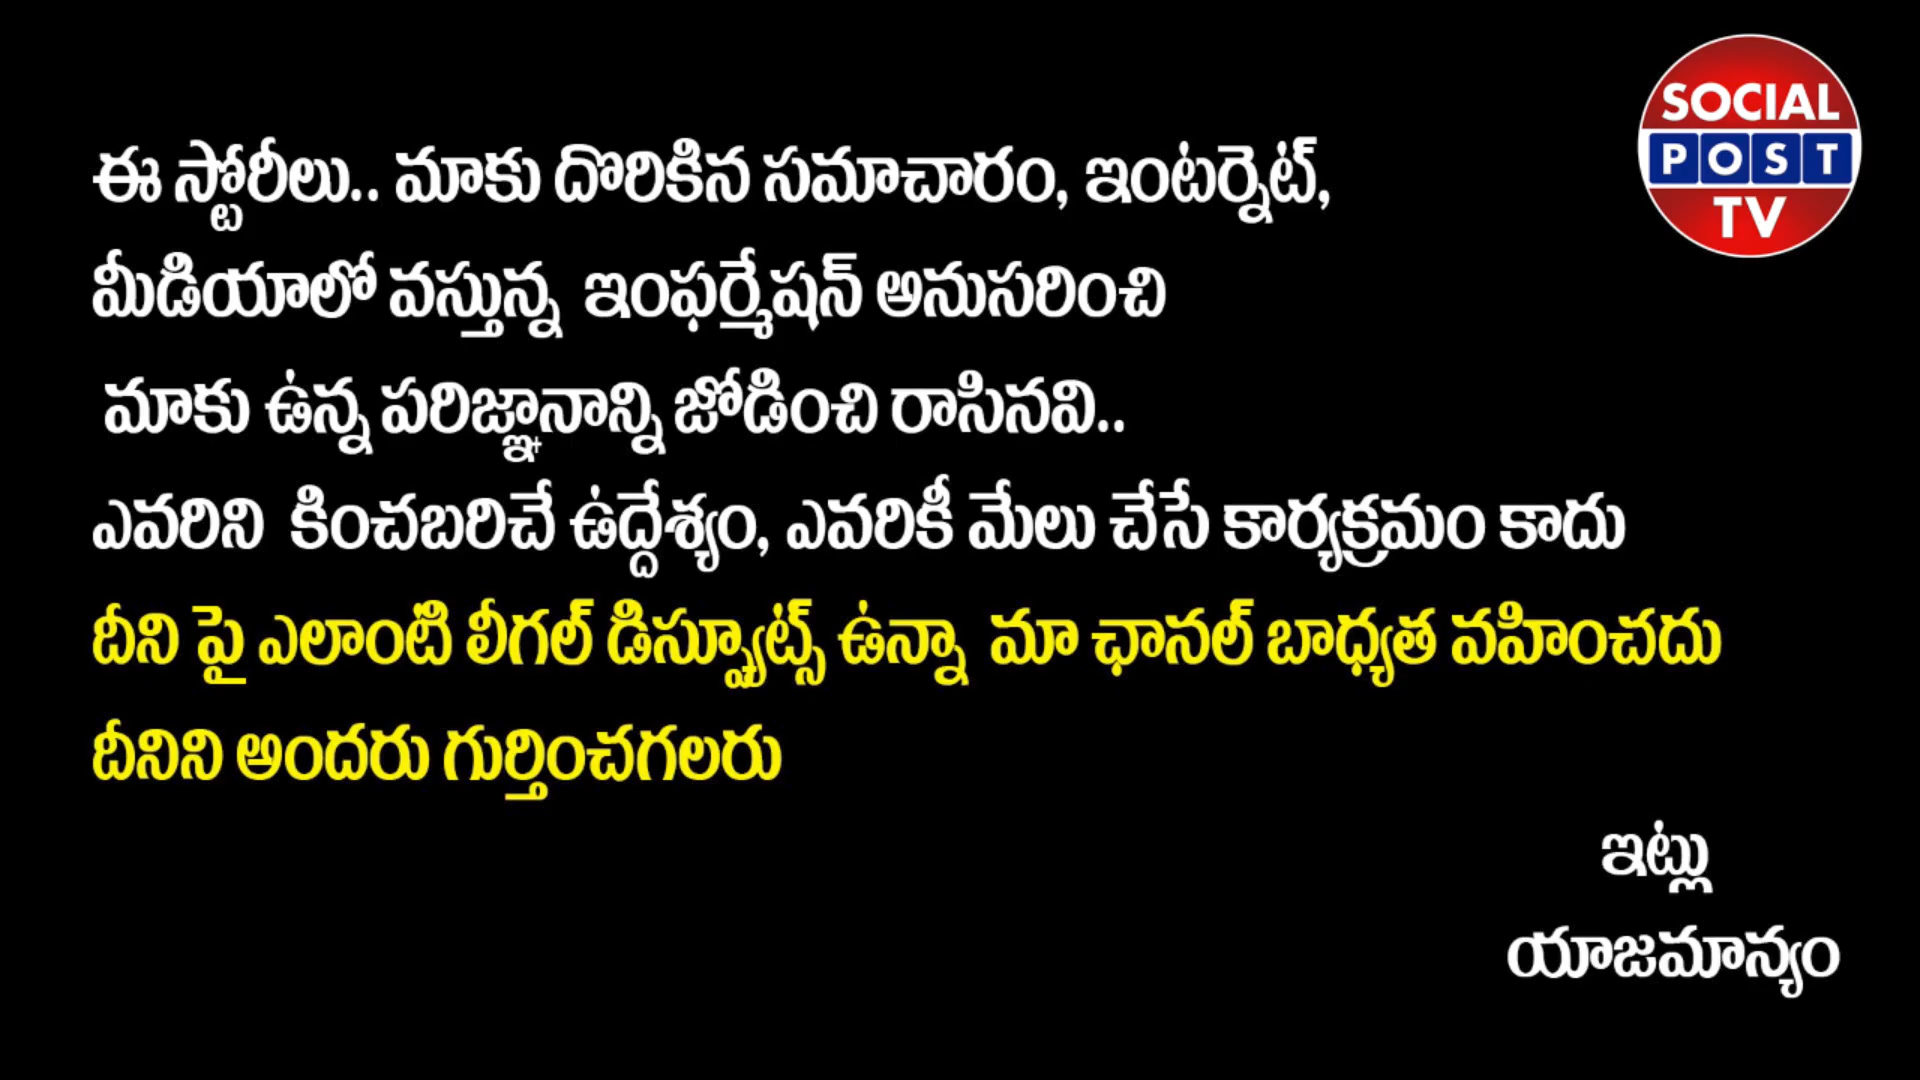 SOCIAL
POST
TV
ఈ స్టోరీలు.. మాకు దొరికిన సమాచారం, ఇంటర్నెట్,
మీడియాలో వస్తున్న ఇంఫర్మేషన్ అనుసరించి
మాకు ఉన్న పరిజ్ఞానాన్ని జోడించి రాసినవి..
ఎవరిని కించబరిచే ఉద్దేశ్యం, ఎవరికీ మేలు చేసే కార్యక్రమం కాదు
దీని పై ఎలాంటి లీగల్ డిస్ప్యూట్స్ ఉన్నా మా ఛానల్ బాధ్యత వహించదు
దీనిని అందరు గుర్తించగలరు
ఇట్లు
యాజమాన్యం